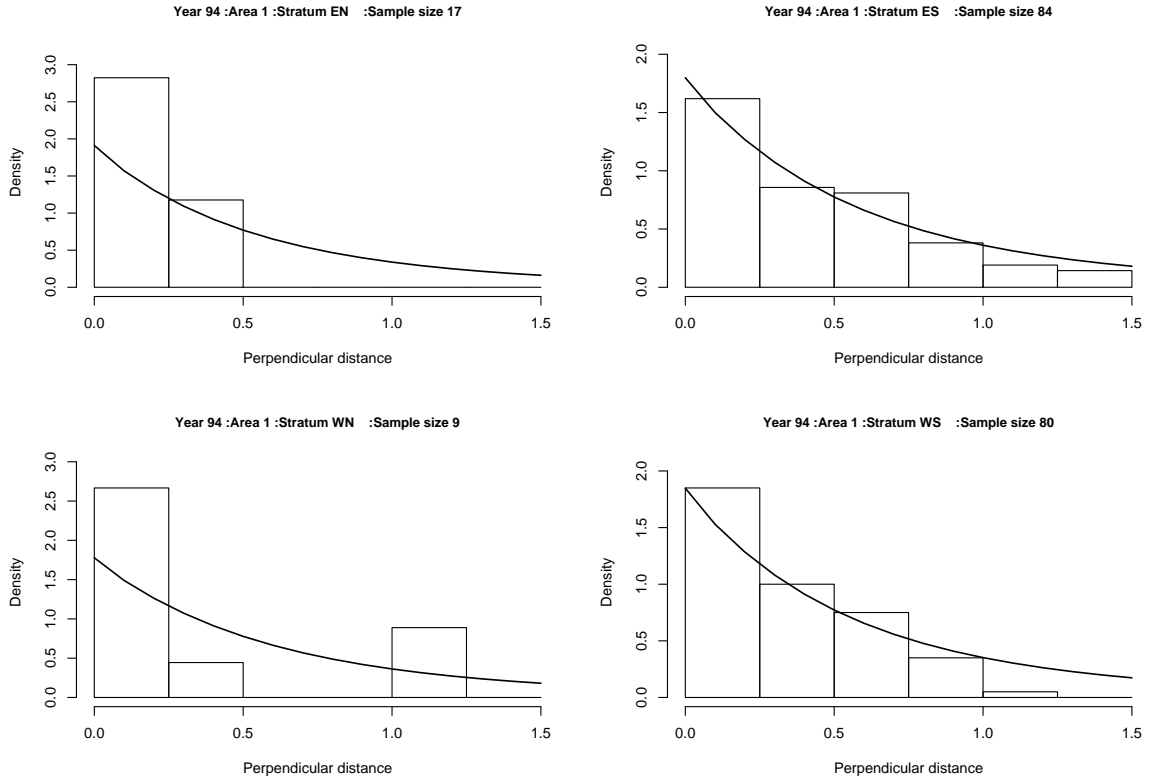 Year 94 :Area 1 :Stratum EN :Sample size 17
Density
0.0 0.5 1.0 1.5 2.0 2.5 3.0
0.0 0.5 1.0 1.5
Perpendicular distance
Year 94 :Area 1 :Stratum ES :Sample size 84
Density
0.0 0.5 1.0 1.5 2.0
0.0 0.5 1.0 1.5
Perpendicular distance
Year 94 :Area 1 :Stratum WN :Sample size 9
Density
0.0 0.5 1.0 1.5 2.0 2.5 3.0
0.0 0.5 1.0 1.5
Perpendicular distance
Year 94 :Area 1 :Stratum WS :Sample size 80
Density
0.0 0.5 1.0 1.5 2.0
0.0 0.5 1.0 1.5
Perpendicular distance